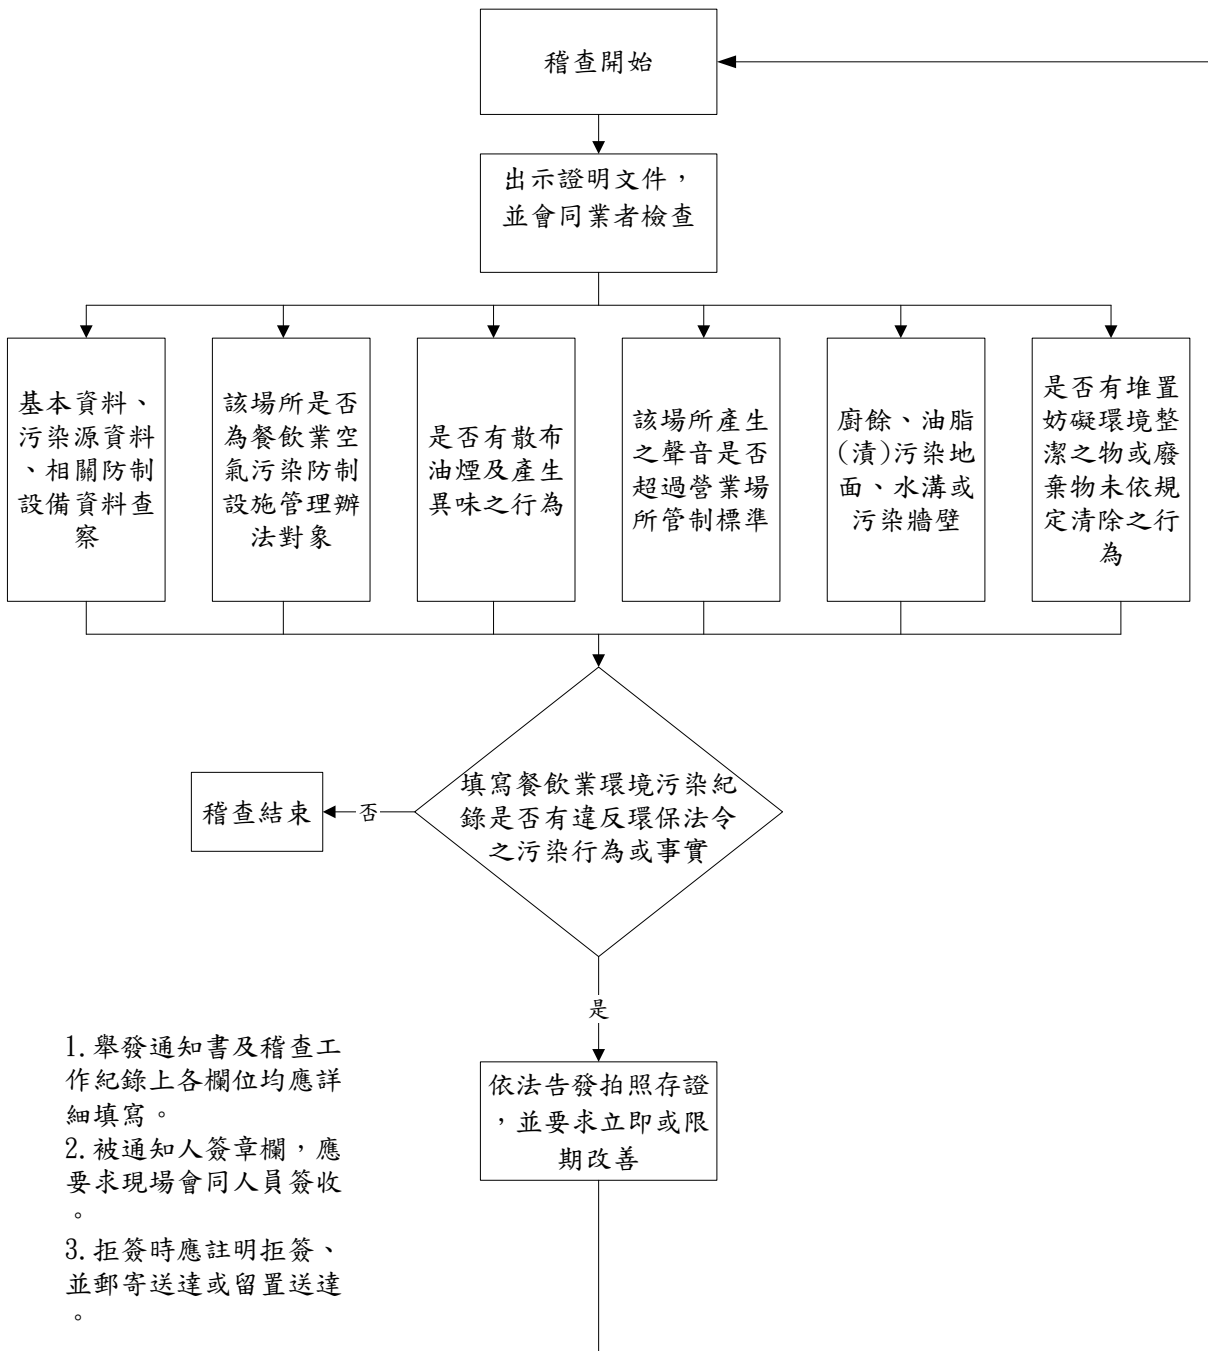 稽查開始
出示證明文件，
並會同業者檢查
基本資料、
污染源資料
、相關防制
設備資料查
察
該場所是否
為餐飲業空
氣污染防制
設施管理辦
法對象
是否有散布
油煙及產生
異味之行為
該場所產生
之聲音是否
超過營業場
所管制標準
廚餘、油脂
(漬)污染地
面、水溝或
污染牆壁
是否有堆置
妨礙環境整
潔之物或廢
棄物未依規
定清除之行
為
填寫餐飲業環境污染紀
錄是否有違反環保法令
之污染行為或事實
否
稽查結束
是
依法告發拍照存證
，並要求立即或限
期改善
1.舉發通知書及稽查工
作紀錄上各欄位均應詳
細填寫。
2.被通知人簽章欄，應
要求現場會同人員簽收
。
3.拒簽時應註明拒簽、
並郵寄送達或留置送達
。